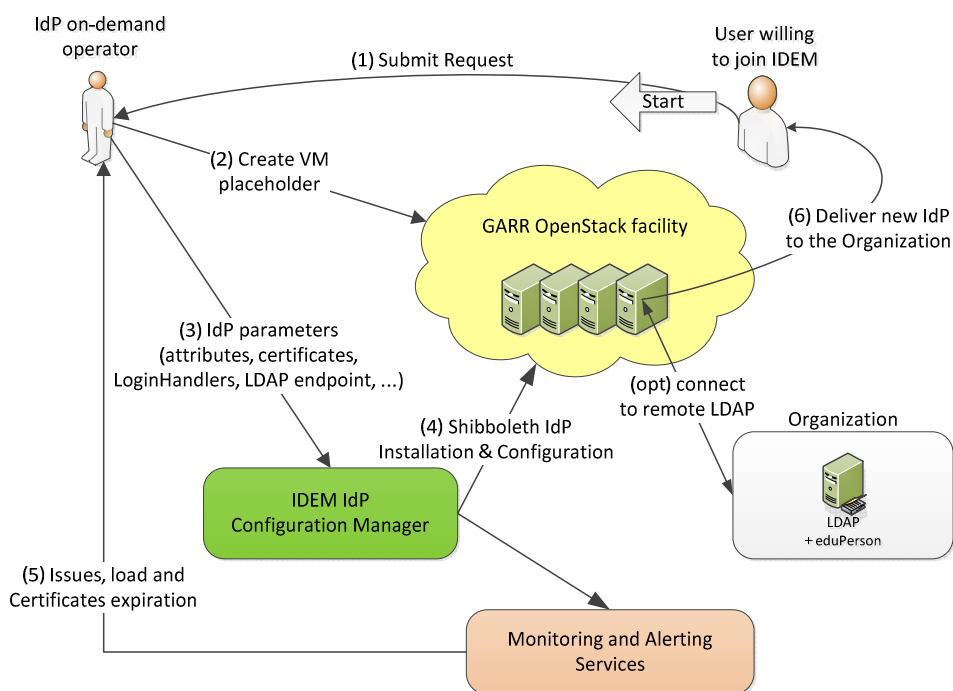 IdP on-demand
operator
(1) Submit Request
User willing
to join IDEM
Start
(2) Create VM
placeholder
GARR OpenStack facility
(6) Deliver new IdP
to the Organization
(3) IdP parameters
(attributes, certificates,
LoginHandlers, LDAP endpoint, ...)
(opt) connect
to remote LDAP
(4) Shibboleth IdP
Installation & Configuration
Organization
LDAP
+ eduPerson
IDEM IdP
Configuration Manager
(5) Issues, load and
Certificates expiration
Monitoring and Alerting
Services